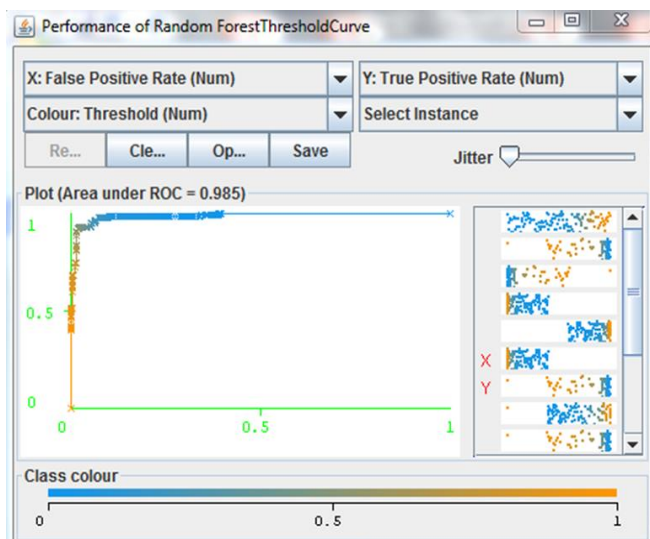 Performance of Random ForestThresholdCurve
X: False Positive Rate (Num)
Y: True Positive Rate (Num)
Colour: Threshold (Num)
Select Instance
Re...
Cle...
Op...
Save
Jitter
Plot (Area under ROC = 0.985)
1
0.5
0
0
0.5
1
X
Y
Class colour
0
0.5
1